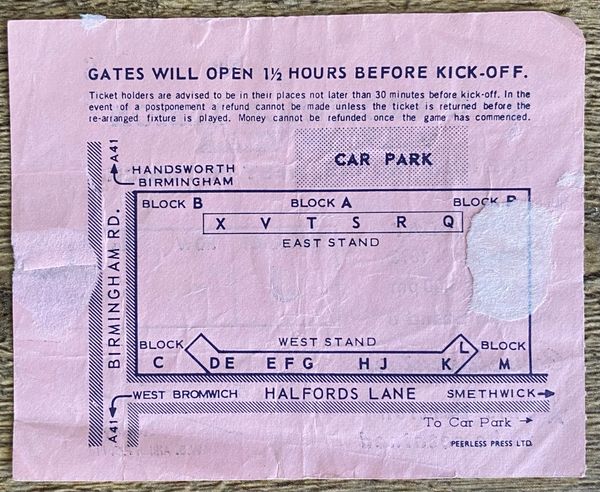 GATES WILL OPEN 1½ HOURS BEFORE KICK-OFF.
Ticket holders are advised to be in their places not later than 30 minutes before kick-off. In the
event of a postponement a refund cannot be made unless the ticket is returned before the
re-arranged fixture is played. Money cannot be refunded once the game has commenced.
CAR PARK
A41
HANDSWORTH
BIRMINGHAM
BLOCK B BLOCK A BLOCK
X V T S R Q
EAST STAND
BIRMINGHAM RD.
WEST STAND
BLOCK L BLOCK
C D E E F G H J K M
A41
WEST BROMWICH HALFORDS LANE SMETHWICK
To Car Park
PEERLESS PRESS LTD.